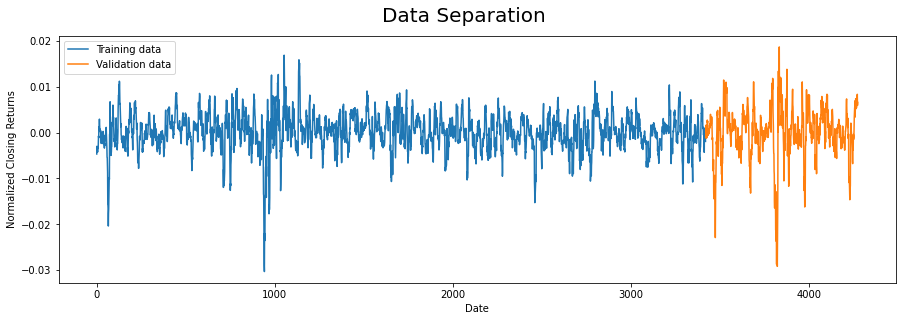 Data Separation
Training data
Validation data
0.02
0.01
0.00
−0.01
−0.02
−0.03
Normalized Closing Returns
0
1000
2000
3000
4000
Date